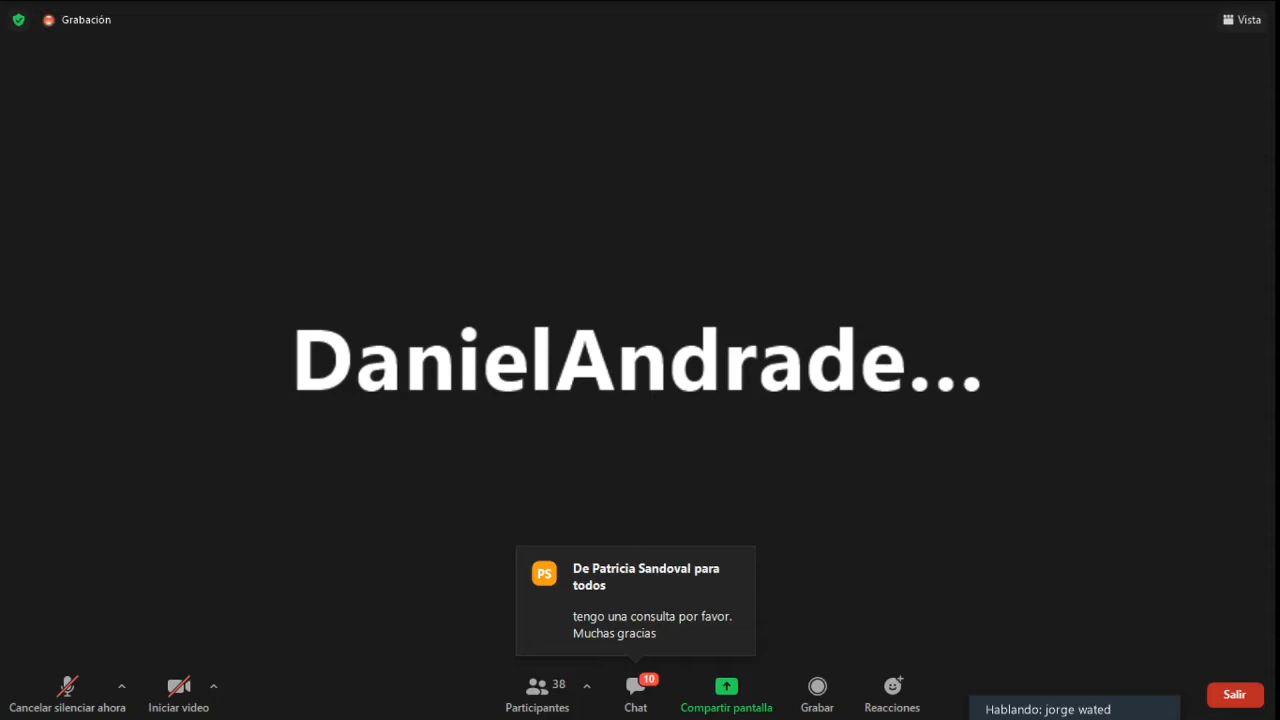 Grabación
Vista
DanielAndrade...
PS
De Patricia Sandoval para
todos
tengo una consulta por favor.
Muchas gracias
38
10
Cancelar silenciar ahora
Iniciar video
Participantes
Chat
Compartir pantalla
Grabar
Reacciones
Hablando: jorge wated
Salir